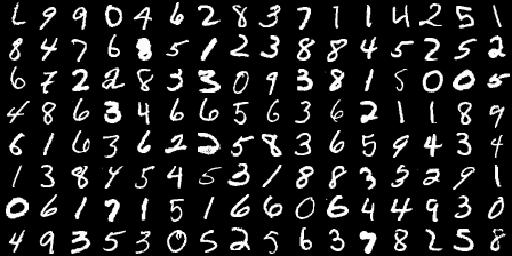 L 9 9 0 4 6 2 8 3 7 1 1 4 2 5 1
8 4 7 6 8 5 1 2 3 8 8 4 5 2 5 2
6 7 2 2 8 3 3 0 9 3 8 1 5 0 0 5
4 8 6 3 4 6 6 5 6 3 6 2 1 1 8 9
6 1 6 3 6 2 2 5 8 3 6 5 9 4 3 4
1 3 8 4 5 4 5 3 1 8 8 3 3 2 9 1
0 6 1 7 1 5 1 6 6 0 6 4 4 9 3 0
4 9 3 5 3 0 5 2 5 6 3 7 8 2 5 8